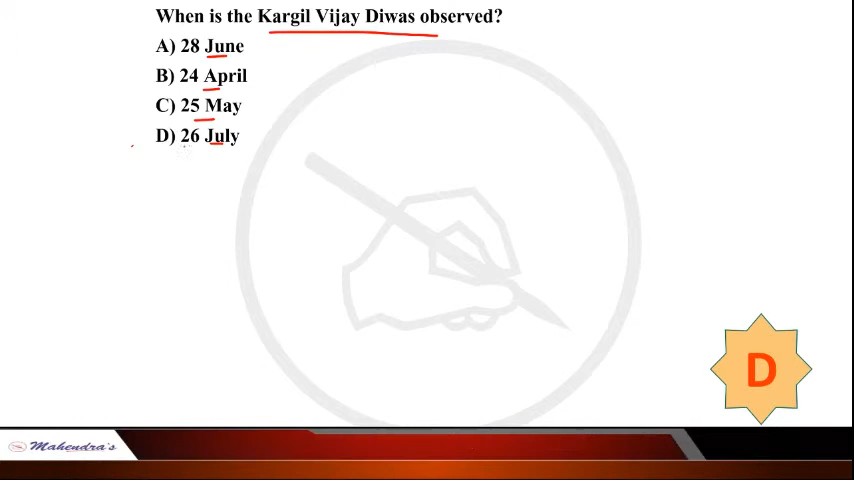 When is the Kargil Vijay Diwas observed?
A) 28 June
B) 24 April
C) 25 May
D) 26 July
D
Mahendra's